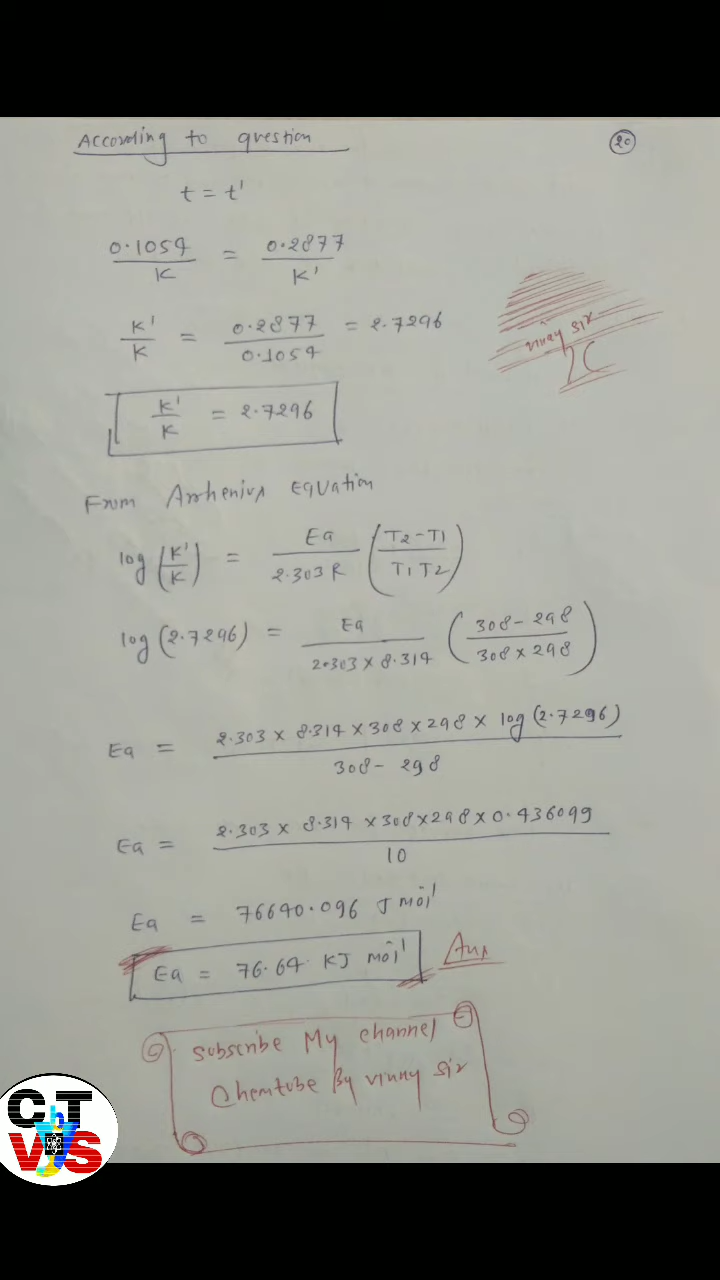 According to question
20
t = t'
0.1054/K = 0.2877/K'
K'/K = 0.2877/0.1054 = 2.7296
Vinay Sir
K'/K = 2.7296
From Arrhenius Equation
log (K'/K) = Ea/2.303 R (T2-T1/T1 T2)
log (2.7296) = Ea/2.303 x 8.314 (308 - 298/308 x 298)
Ea = 2.303 x 8.314 x 308 x 298 x log (2.7296)/308 - 298
Ea = 2.303 x 8.314 x 308 x 298 x 0.436099/10
Ea = 76640.096 J mol⁻¹
Ea = 76.64 KJ mol⁻¹ Ans
Subscribe My channel
Chemtube By vinny Sir
CTVS